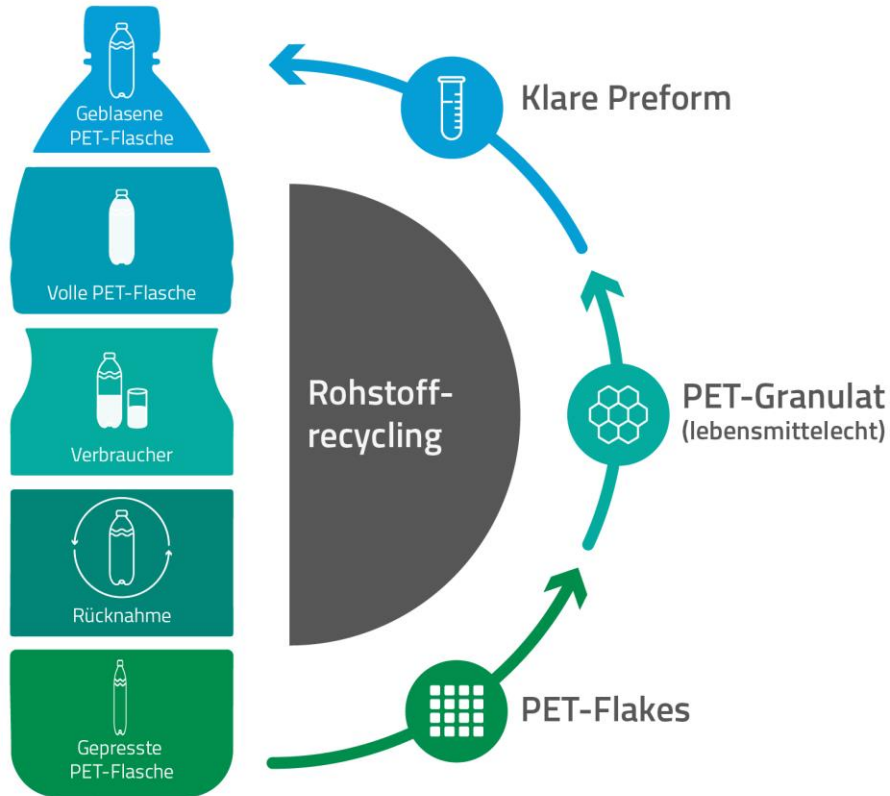 Geblasene
PET-Flasche
Volle PET-Flasche
Verbraucher
Rücknahme
Gepresste
PET-Flasche
Rohstoff-
recycling
Klare Preform
PET-Granulat
(lebensmittelecht)
PET-Flakes